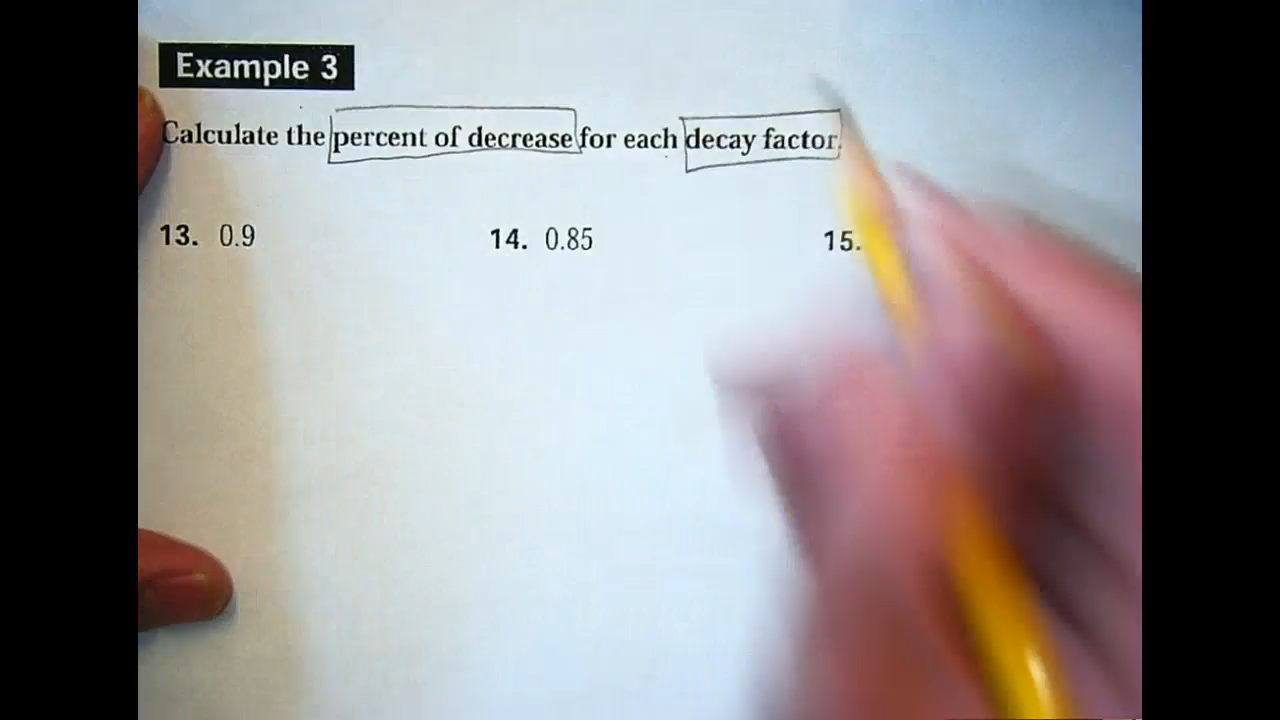 Example 3
Calculate the percent of decrease for each decay factor.
13. 0.9 14. 0.85 15.